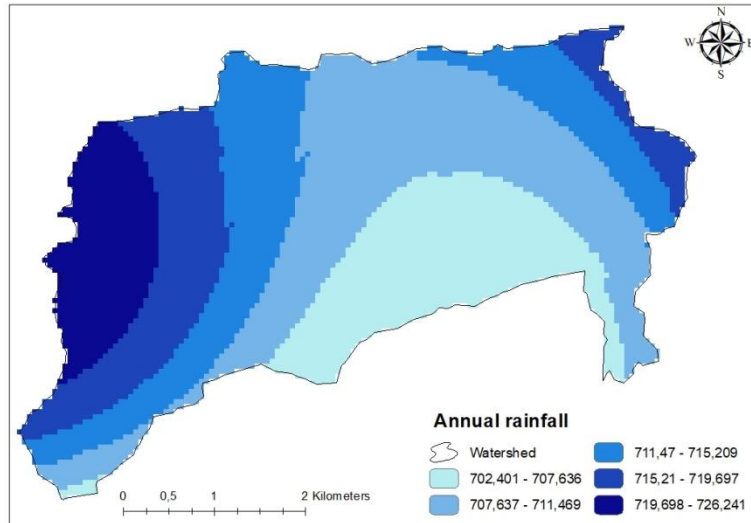 N
W E
S
Annual rainfall
Watershed
702,401 - 707,636
707,637 - 711,469
711,47 - 715,209
715,21 - 719,697
719,698 - 726,241
0 0,5 1 2 Kilometers